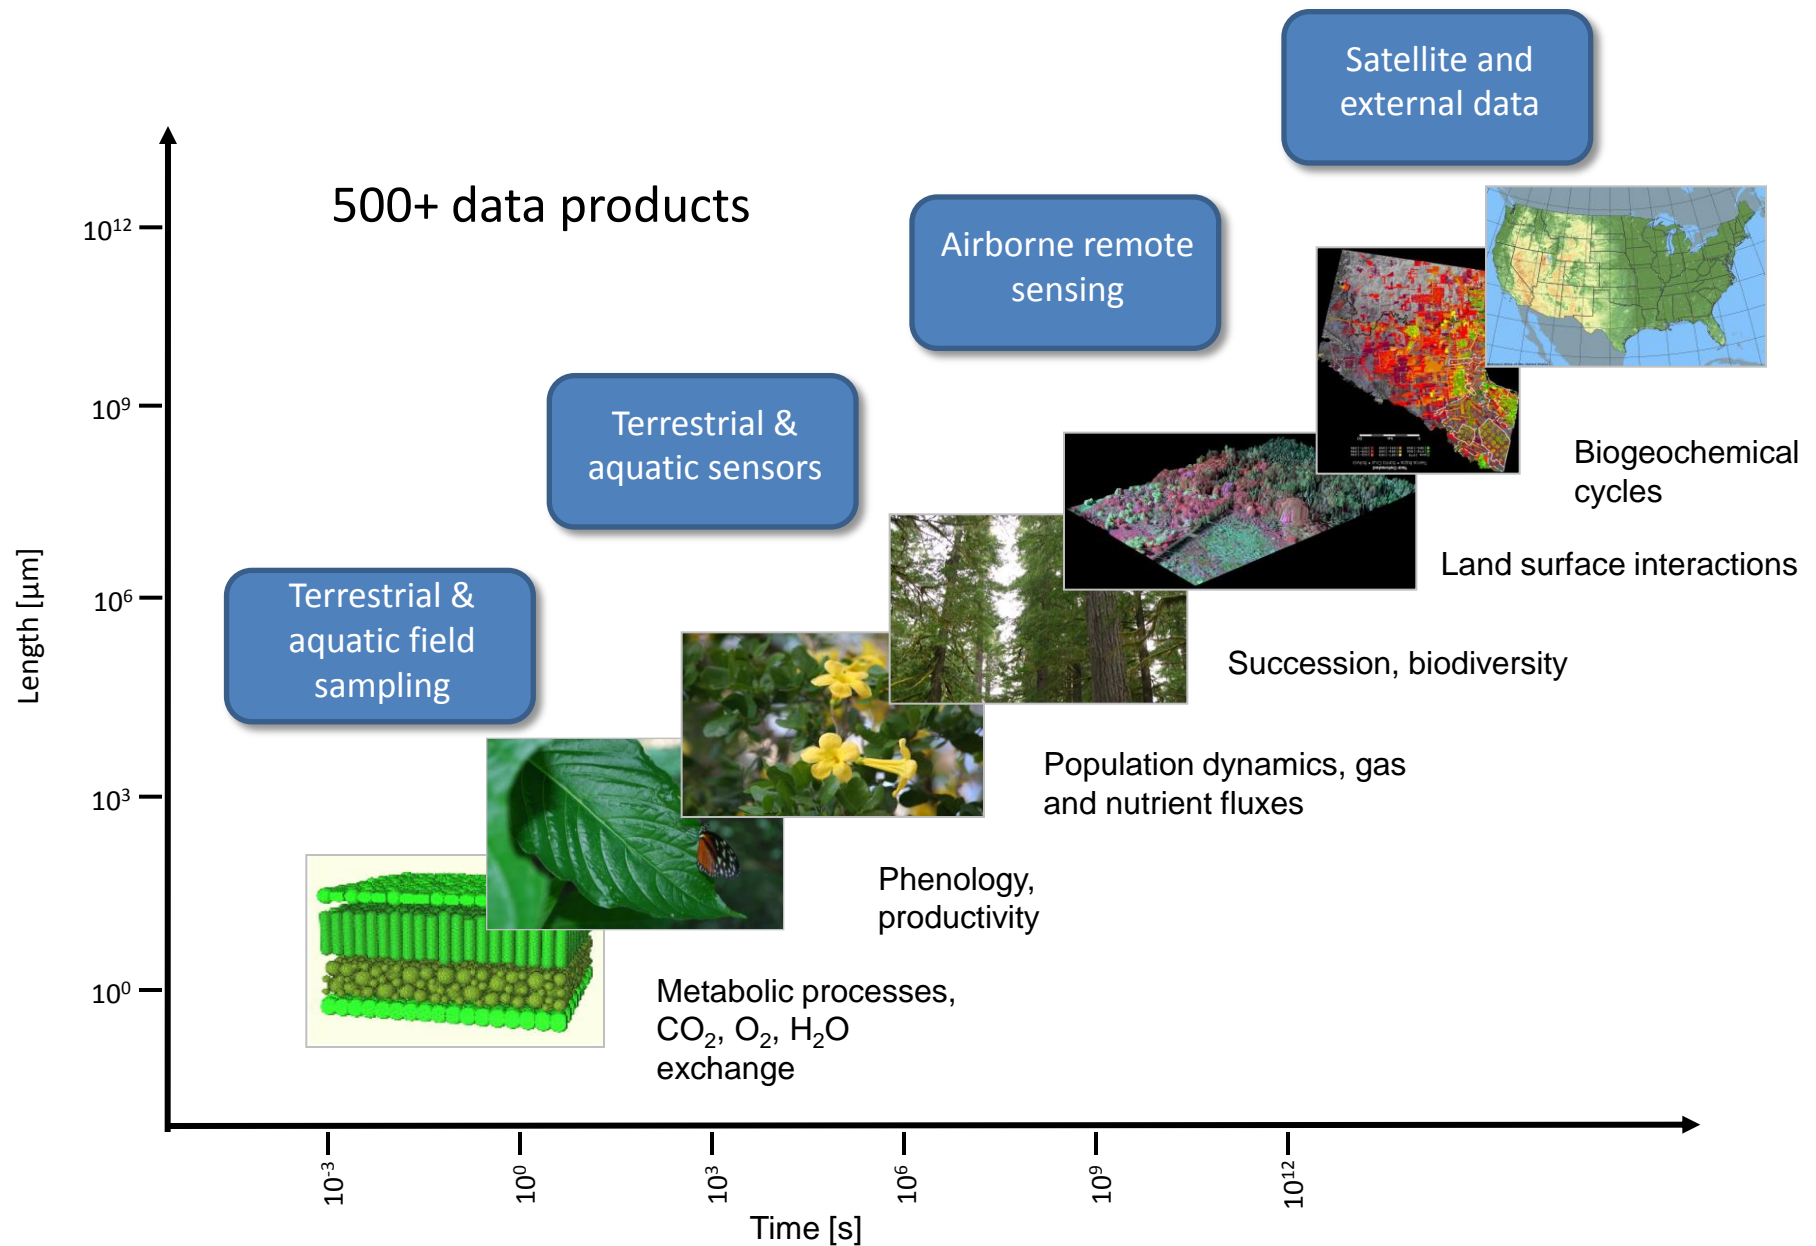 Satellite and
external data
500+ data products
Airborne remote
sensing
Terrestrial &
aquatic sensors
Terrestrial &
aquatic field
sampling
Length [µm]
10¹²
10⁹
10⁶
10³
10⁰
Biogeochemical
cycles
Land surface interactions
Succession, biodiversity
Population dynamics, gas
and nutrient fluxes
Phenology,
productivity
Metabolic processes,
CO₂, O₂, H₂O
exchange
10⁻³
10⁰
10³
10⁶
10⁹
10¹²
Time [s]